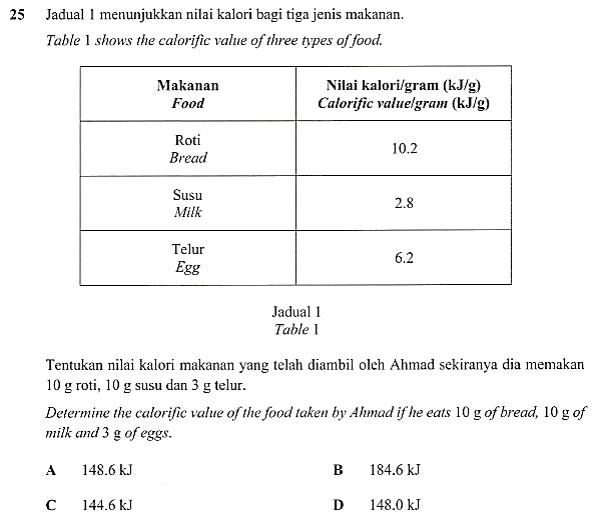 25 Jadual 1 menunjukkan nilai kalori bagi tiga jenis makanan.
Table 1 shows the calorific value of three types of food.
Makanan
Food
Nilai kalori/gram (kJ/g)
Calorific value/gram (kJ/g)
Roti
Bread
10.2
Susu
Milk
2.8
Telur
Egg
6.2
Jadual 1
Table 1
Tentukan nilai kalori makanan yang telah diambil oleh Ahmad sekiranya dia memakan
10 g roti, 10 g susu dan 3 g telur.
Determine the calorific value of the food taken by Ahmad if he eats 10 g of bread, 10 g of
milk and 3 g of eggs.
A 148.6 kJ B 184.6 kJ
C 144.6 kJ D 148.0 kJ